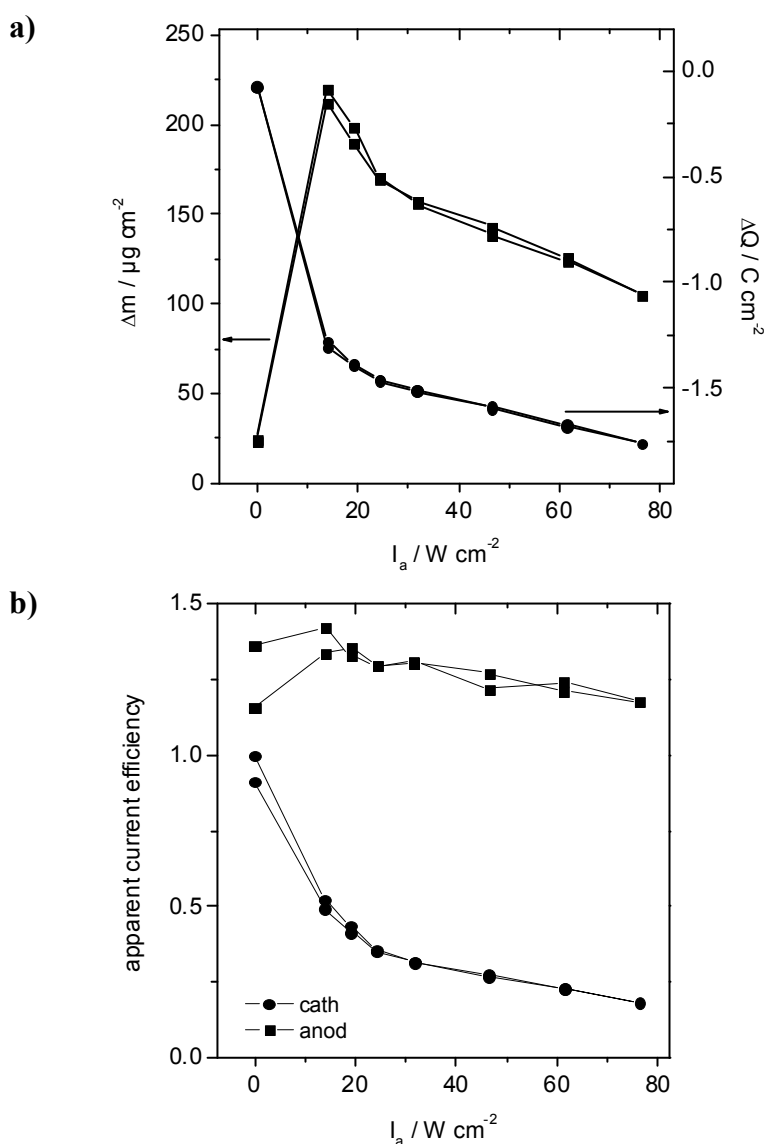 a)
250
200
150
100
50
0
Δm / µg cm⁻²
0.0
-0.5
-1.0
-1.5
ΔQ / C cm⁻²
0 20 40 60 80
Iₐ / W cm⁻²
b)
1.5
1.0
0.5
0.0
apparent current efficiency
cath
anod
0 20 40 60 80
Iₐ / W cm⁻²